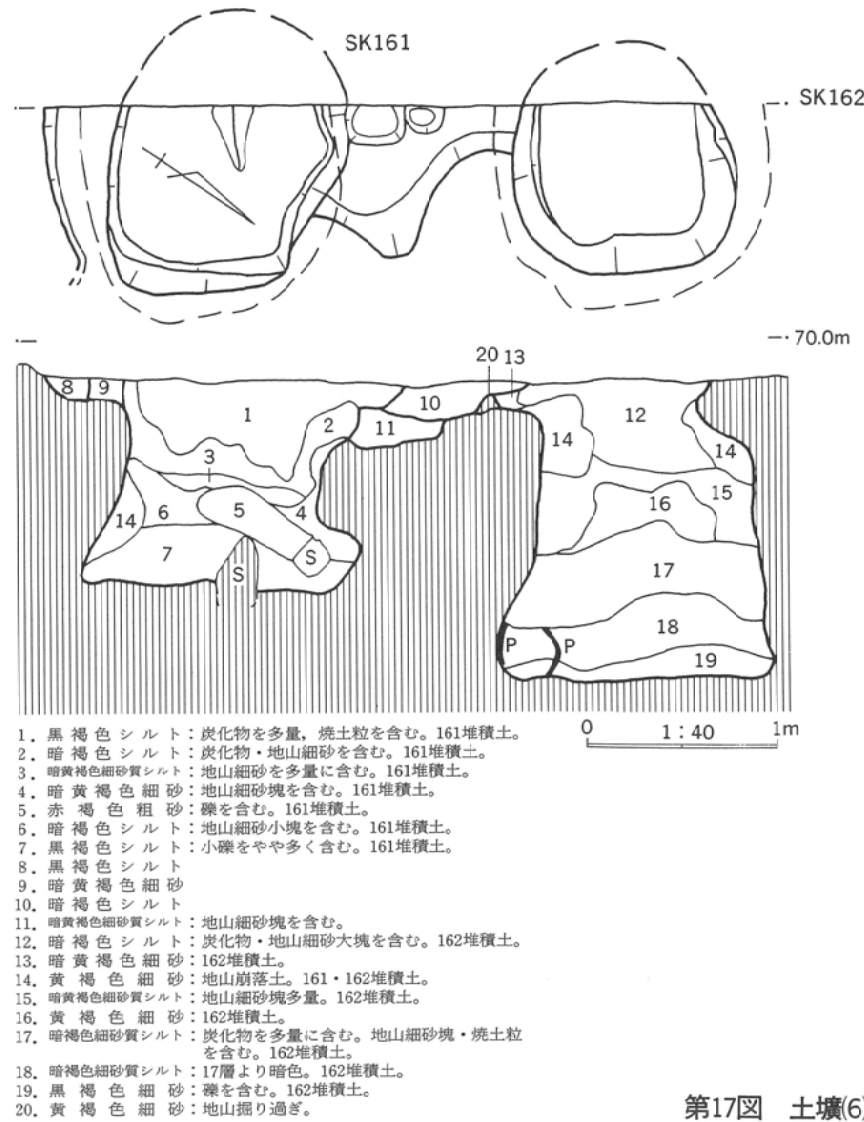 SK161
SK162
70.0m
20 13
8 9
1
2
10
11
12
14
14
3
14
6
5
4
15
16
7
S
S
17
18
P
P
19
0 1:40 1m
1. 黒褐色シルト:炭化物を多量,焼土粒を含む。161堆積土。
2. 暗褐色シルト:炭化物・地山細砂を含む。161堆積土。
3. 暗黄褐色細砂質シルト:地山細砂を多量に含む。161堆積土。
4. 暗黄褐色細砂:地山細砂塊を含む。161堆積土。
5. 赤褐色粗砂:礫を含む。161堆積土。
6. 暗褐色シルト:地山細砂小塊を含む。161堆積土。
7. 黒褐色シルト:小礫をやや多く含む。161堆積土。
8. 黒褐色シルト
9. 暗黄褐色細砂
10. 暗褐色シルト
11. 暗黄褐色細砂質シルト:地山細砂塊を含む。
12. 暗褐色シルト:炭化物・地山細砂大塊を含む。162堆積土。
13. 暗黄褐色細砂:162堆積土。
14. 黄褐色細砂:地山崩落土。161・162堆積土。
15. 暗黄褐色細砂質シルト:地山細砂塊多量。162堆積土。
16. 黄褐色細砂:162堆積土。
17. 暗褐色細砂質シルト:炭化物を多量に含む。地山細砂塊・焼土粒
を含む。162堆積土。
18. 暗褐色細砂質シルト:17層より暗色。162堆積土。
19. 黒褐色細砂:礫を含む。162堆積土。
20. 黄褐色細砂:地山掘り過ぎ。
第17図 土壙(6)